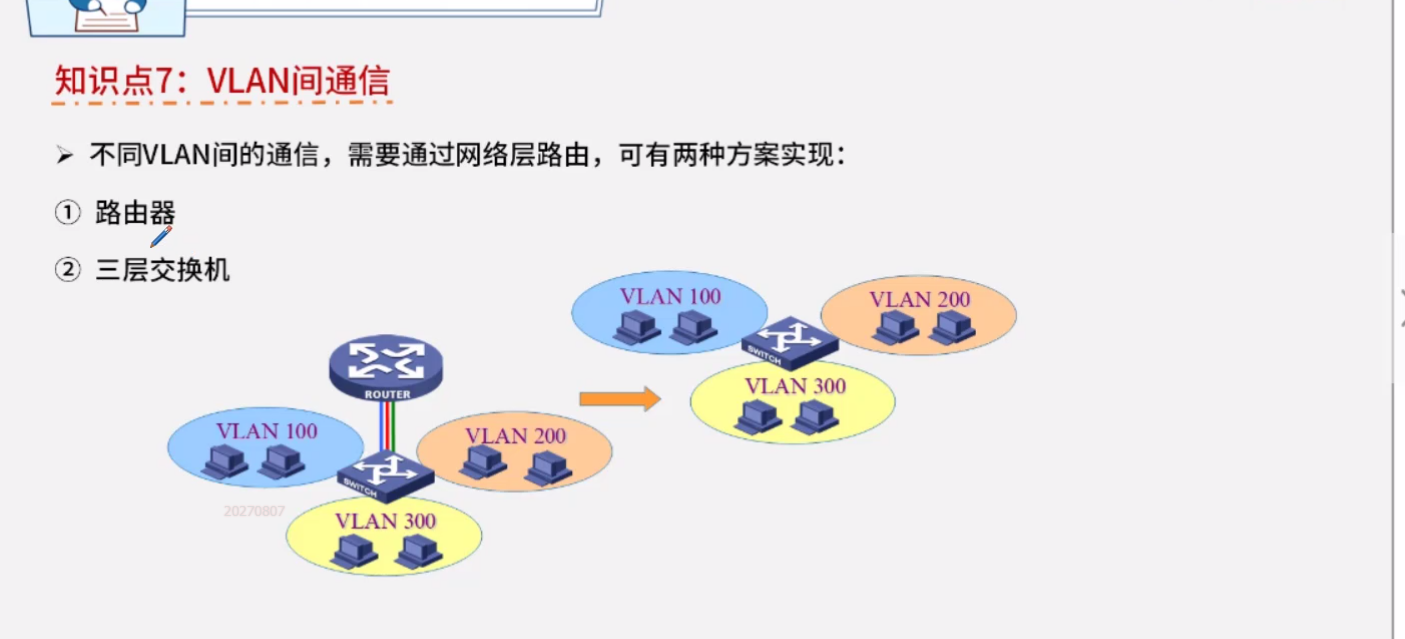 知识点7：VLAN间通信
➢ 不同VLAN间的通信，需要通过网络层路由，可有两种方案实现：
① 路由器
② 三层交换机
VLAN 100
VLAN 200
SWITCH
VLAN 300
ROUTER
VLAN 100
VLAN 200
SWITCH
20270807
VLAN 300